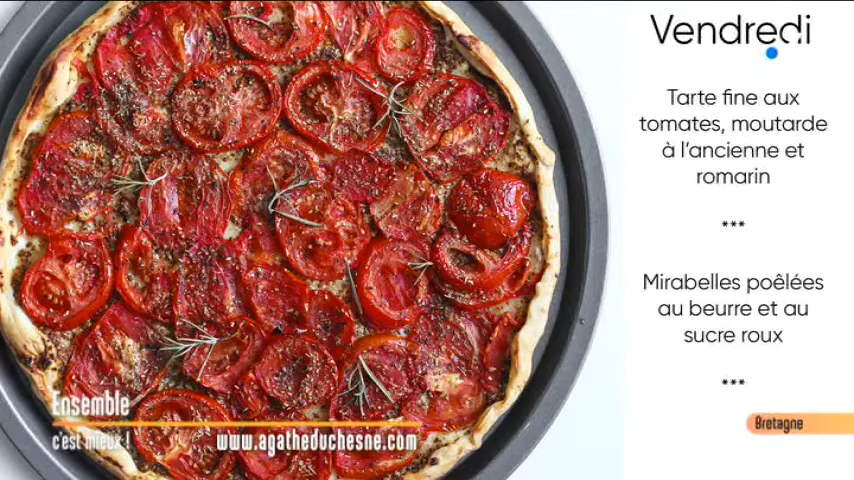 Vendredi
Tarte fine aux
tomates, moutarde
à l'ancienne et
romarin
***
Mirabelles poêlées
au beurre et au
sucre roux
***
Ensemble
c'est mieux !
www.agatheduchesne.com
Bretagne